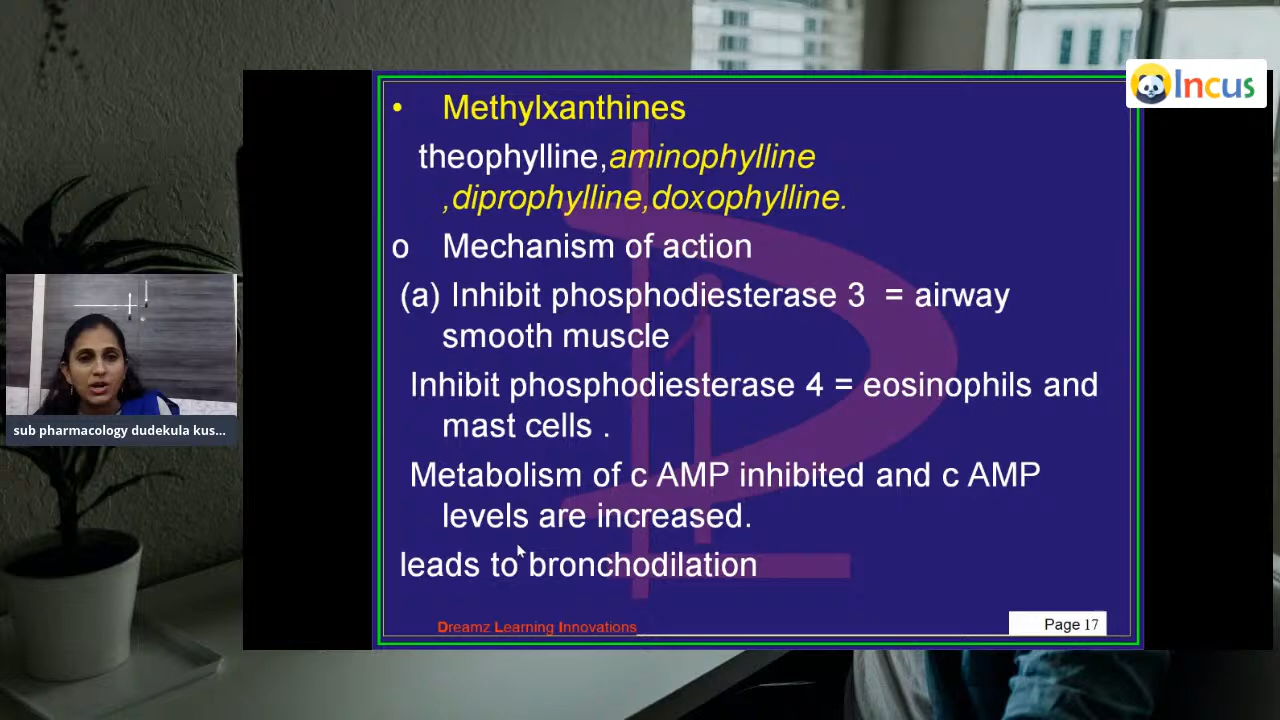 Incus
• Methylxanthines
theophylline,aminophylline
,diprophylline,doxophylline.
o Mechanism of action
(a) Inhibit phosphodiesterase 3 = airway
smooth muscle
Inhibit phosphodiesterase 4 = eosinophils and
mast cells .
Metabolism of c AMP inhibited and c AMP
levels are increased.
leads to bronchodilation
Dreamz Learning Innovations
Page 17
sub pharmacology dudekula kus...